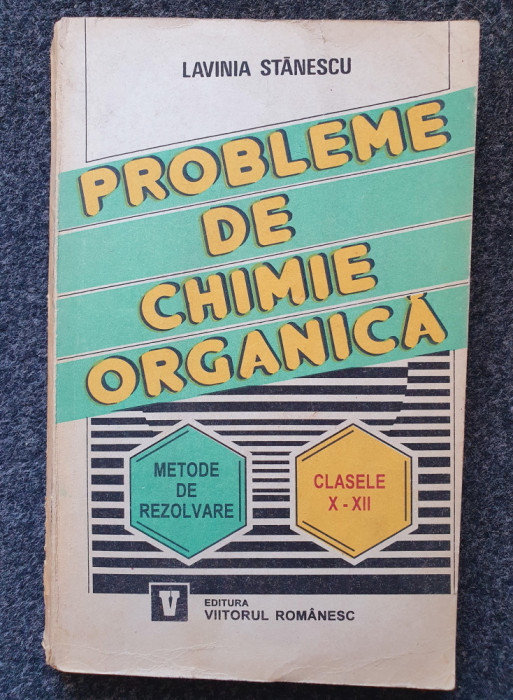 LAVINIA STĂNESCU
PROBLEME
DE
CHIMIE
ORGANICĂ
METODE
DE
REZOLVARE
CLASELE
X - XII
V
EDITURA
VIITORUL ROMÂNESC